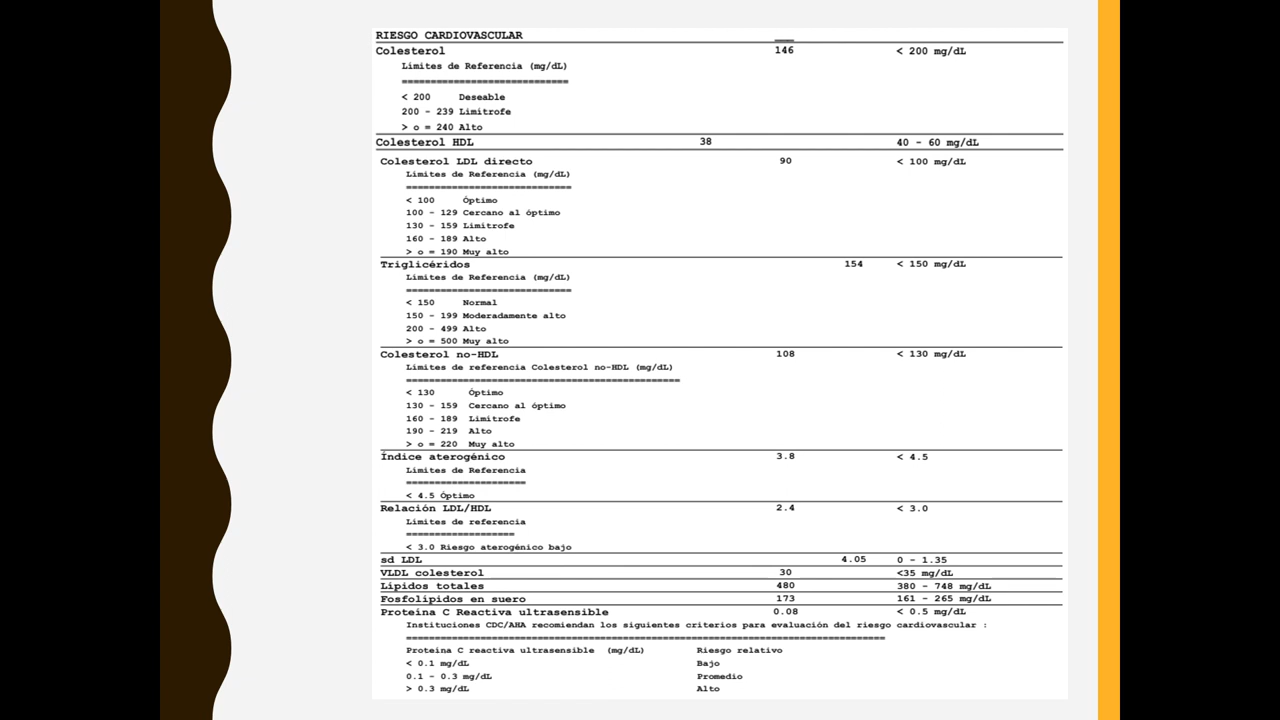 RIESGO CARDIOVASCULAR
Colesterol 146 < 200 mg/dL
Limites de Referencia (mg/dL)
============================
< 200 Deseable
200 - 239 Limítrofe
> o = 240 Alto
Colesterol HDL 38 40 - 60 mg/dL
Colesterol LDL directo 90 < 100 mg/dL
Limites de Referencia (mg/dL)
============================
< 100 Óptimo
100 - 129 Cercano al óptimo
130 - 159 Limítrofe
160 - 189 Alto
> o = 190 Muy alto
Triglicéridos 154 < 150 mg/dL
Limites de Referencia (mg/dL)
============================
< 150 Normal
150 - 199 Moderadamente alto
200 - 499 Alto
> o = 500 Muy alto
Colesterol no-HDL 108 < 130 mg/dL
Limites de referencia Colesterol no-HDL (mg/dL)
==============================================
< 130 Óptimo
130 - 159 Cercano al óptimo
160 - 189 Limítrofe
190 - 219 Alto
> o = 220 Muy alto
Índice aterogénico 3.8 < 4.5
Limites de Referencia
====================
< 4.5 Óptimo
Relación LDL/HDL 2.4 < 3.0
Limites de referencia
==================
< 3.0 Riesgo aterogénico bajo
sd LDL 4.05 0 - 1.35
VLDL colesterol 30 <35 mg/dL
Lípidos totales 480 380 - 748 mg/dL
Fosfolípidos en suero 173 161 - 265 mg/dL
Proteína C Reactiva ultrasensible 0.08 < 0.5 mg/dL
Instituciones CDC/AHA recomiendan los siguientes criterios para evaluación del riesgo cardiovascular :
================================================================================
Proteína C reactiva ultrasensible (mg/dL) Riesgo relativo
< 0.1 mg/dL Bajo
0.1 - 0.3 mg/dL Promedio
> 0.3 mg/dL Alto